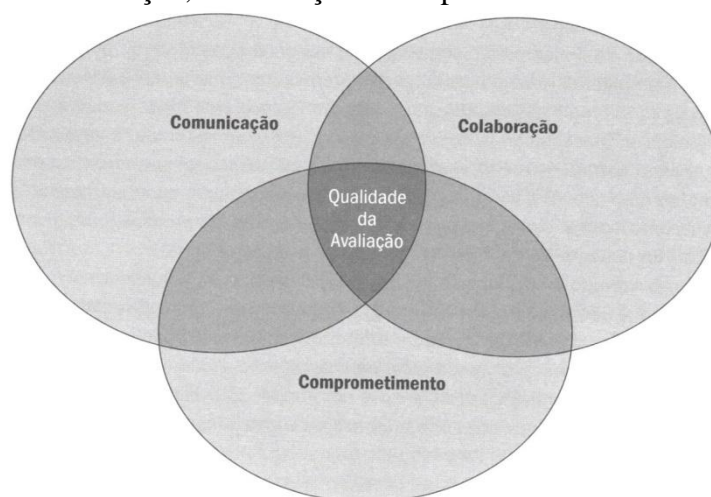 Comunicação
Colaboração
Qualidade
da
Avaliação
Comprometimento